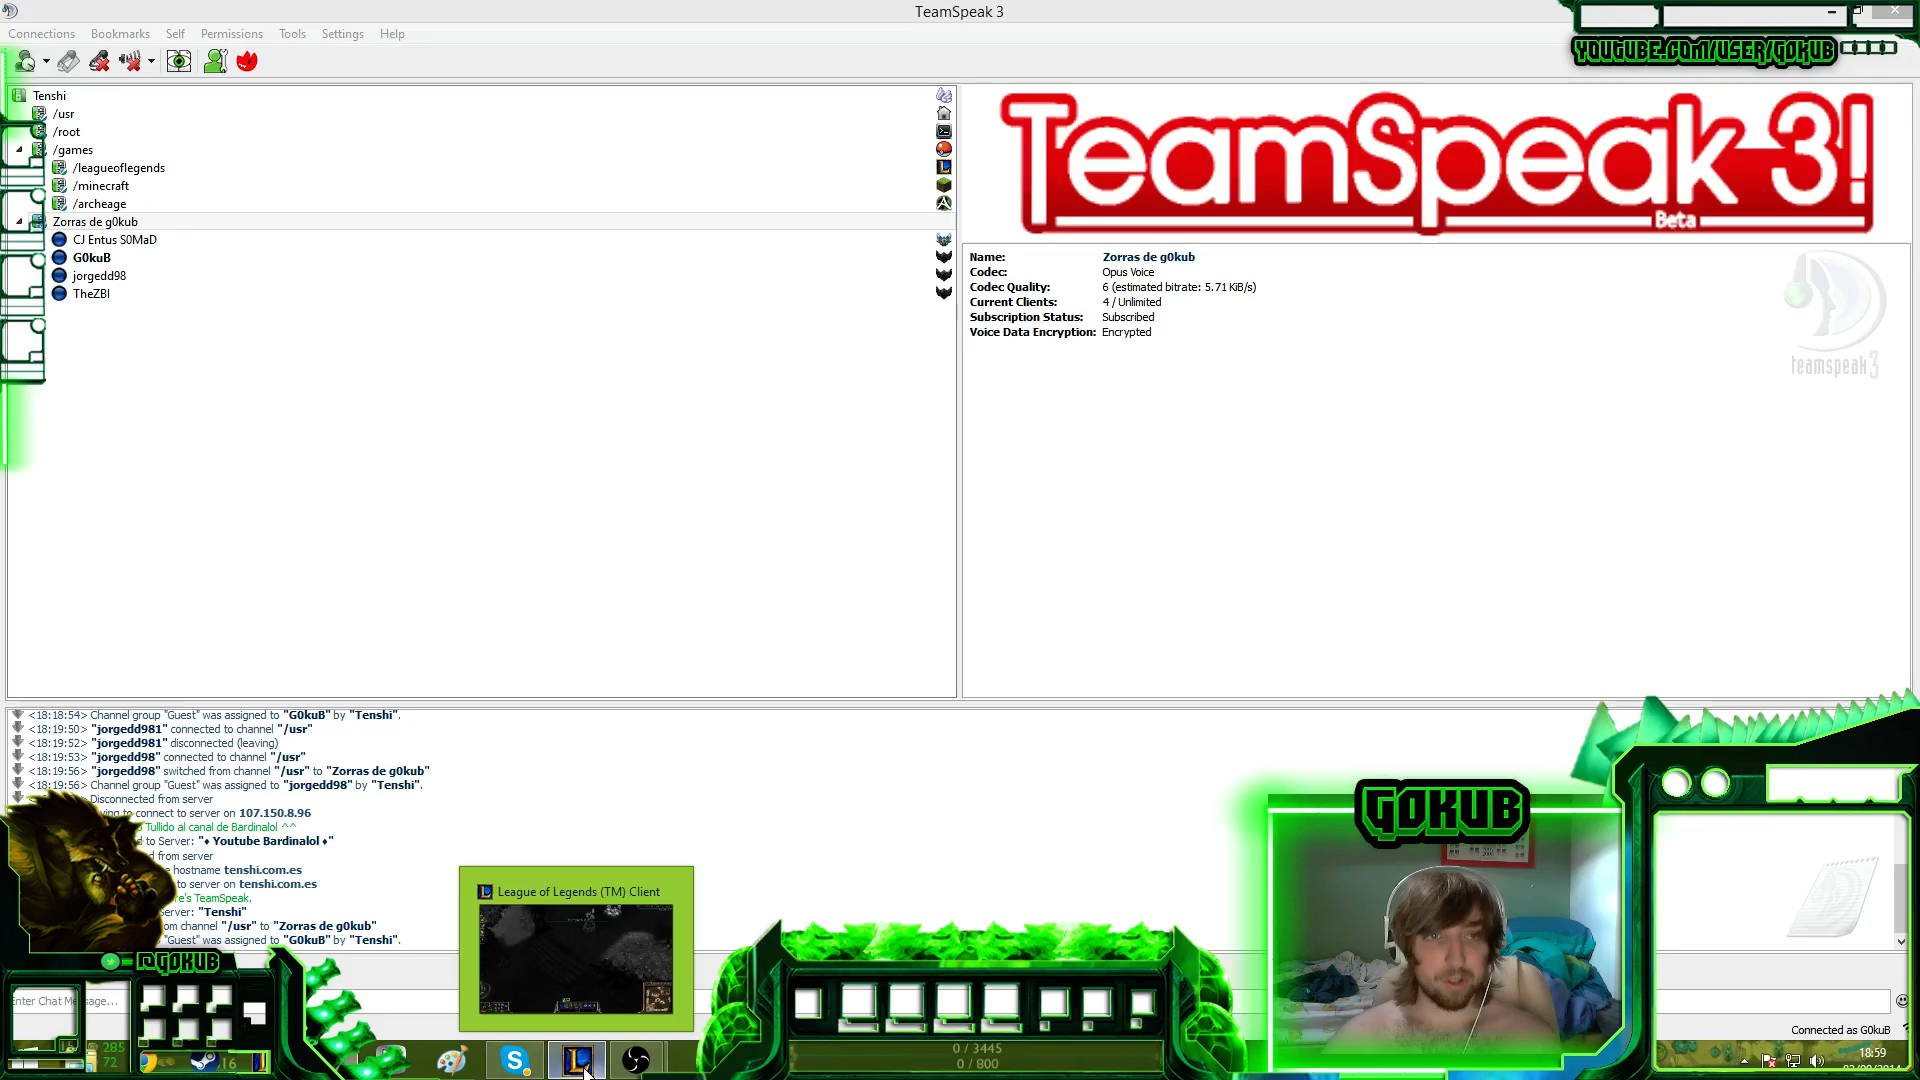 TeamSpeak 3
Connections Bookmarks Self Permissions Tools Settings Help
YOUTUBE.COM/USER/GOKUB
Tenshi
/usr
/root
/games
/leagueoflegends
/minecraft
/archeage
Zorras de g0kub
CJ Entus S0MaD
G0kuB
jorgedd98
TheZBI
TeamSpeak 3!
Beta
Name: Zorras de g0kub
Codec: Opus Voice
Codec Quality: 6 (estimated bitrate: 5.71 KiB/s)
Current Clients: 4 / Unlimited
Subscription Status: Subscribed
Voice Data Encryption: Encrypted
teamspeak 3
<18:18:54> Channel group "Guest" was assigned to "G0kuB" by "Tenshi".
<18:19:50> "jorgedd981" connected to channel "/usr"
<18:19:52> "jorgedd981" disconnected (leaving)
<18:19:53> "jorgedd98" connected to channel "/usr"
<18:19:56> "jorgedd98" switched from channel "/usr" to "Zorras de g0kub"
<18:19:56> Channel group "Guest" was assigned to "jorgedd98" by "Tenshi".
Disconnected from server
to connect to server on 107.150.8.96
Tullido al canal de Bardinalol ^^
to Server: "♦ Youtube Bardinalol ♦"
from server
hostname tenshi.com.es
to server on tenshi.com.es
TeamSpeak.
Server: "Tenshi"
channel "/usr" to "Zorras de g0kub"
"Guest" was assigned to "G0kuB" by "Tenshi".
@GOKUB
Enter Chat Message...
League of Legends (TM) Client
GOKUB
285
72
16
0 / 3445
0 / 800
Connected as G0kuB
18:59